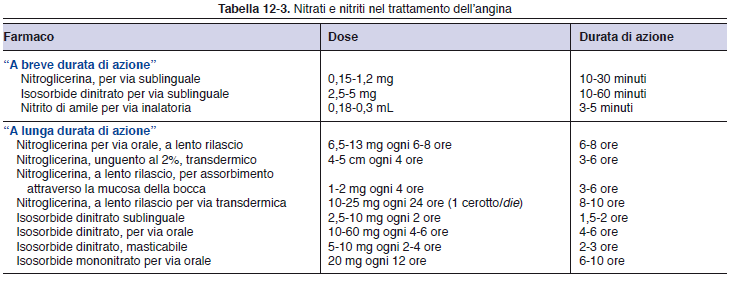 Tabella 12-3. Nitrati e nitriti nel trattamento dell'angina
Farmaco Dose Durata di azione
“A breve durata di azione”
Nitroglicerina, per via sublinguale 0,15-1,2 mg 10-30 minuti
Isosorbide dinitrato per via sublinguale 2,5-5 mg 10-60 minuti
Nitrito di amile per via inalatoria 0,18-0,3 mL 3-5 minuti
“A lunga durata di azione”
Nitroglicerina per via orale, a lento rilascio 6,5-13 mg ogni 6-8 ore 6-8 ore
Nitroglicerina, unguento al 2%, transdermico 4-5 cm ogni 4 ore 3-6 ore
Nitroglicerina, a lento rilascio, per assorbimento
attraverso la mucosa della bocca 1-2 mg ogni 4 ore 3-6 ore
Nitroglicerina, a lento rilascio per via transdermica 10-25 mg ogni 24 ore (1 cerotto/die) 8-10 ore
Isosorbide dinitrato sublinguale 2,5-10 mg ogni 2 ore 1,5-2 ore
Isosorbide dinitrato, per via orale 10-60 mg ogni 4-6 ore 4-6 ore
Isosorbide dinitrato, masticabile 5-10 mg ogni 2-4 ore 2-3 ore
Isosorbide mononitrato per via orale 20 mg ogni 12 ore 6-10 ore